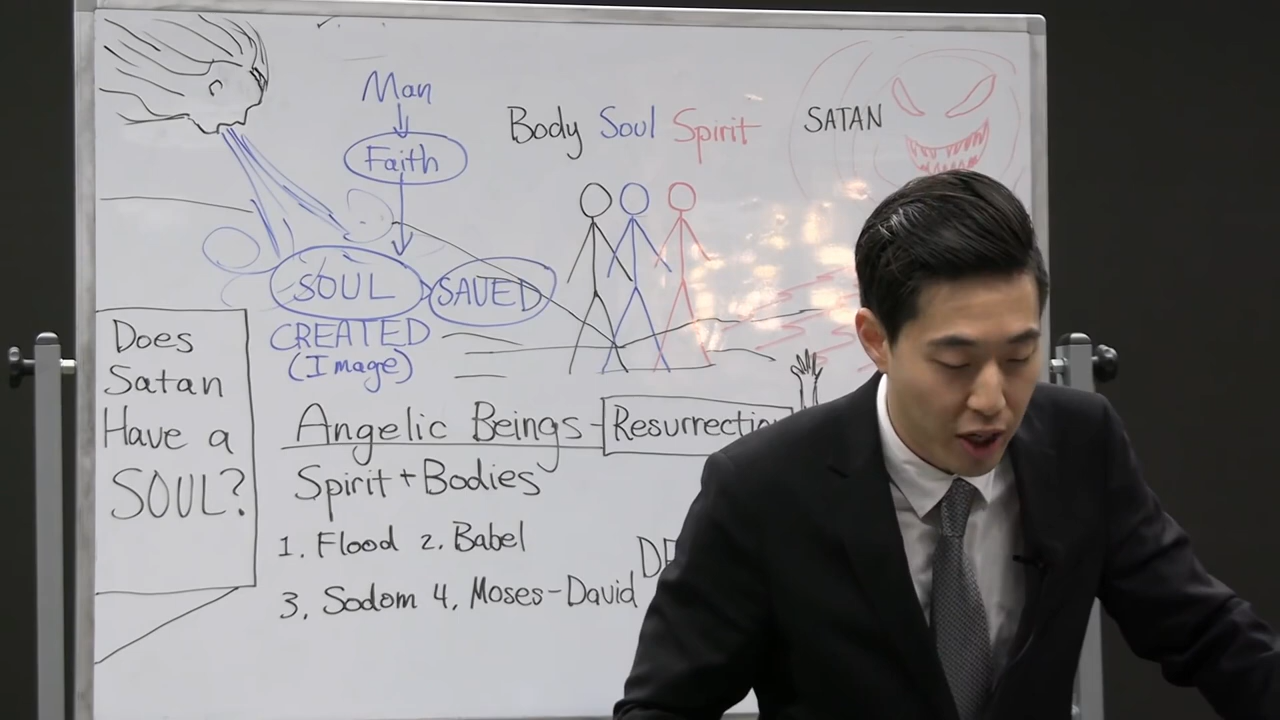 Man
Faith
Body Soul Spirit
SATAN
SOUL
SAVED
CREATED
(Image)
Does
Satan
Have a
SOUL?
Angelic Beings-
Spirit + Bodies
1. Flood 2. Babel
3. Sodom 4. Moses-David